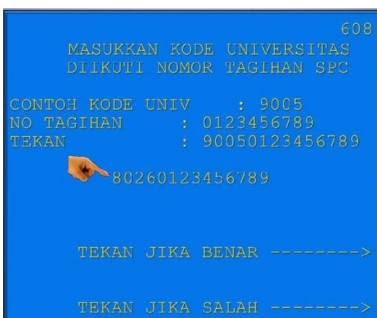 608
MASUKKAN KODE UNIVERSITAS
DIIKUTI NOMOR TAGIHAN SPC
CONTOH KODE UNIV : 9005
NO TAGIHAN : 0123456789
TEKAN : 90050123456789
80260123456789
TEKAN JIKA BENAR -------->
TEKAN JIKA SALAH -------->